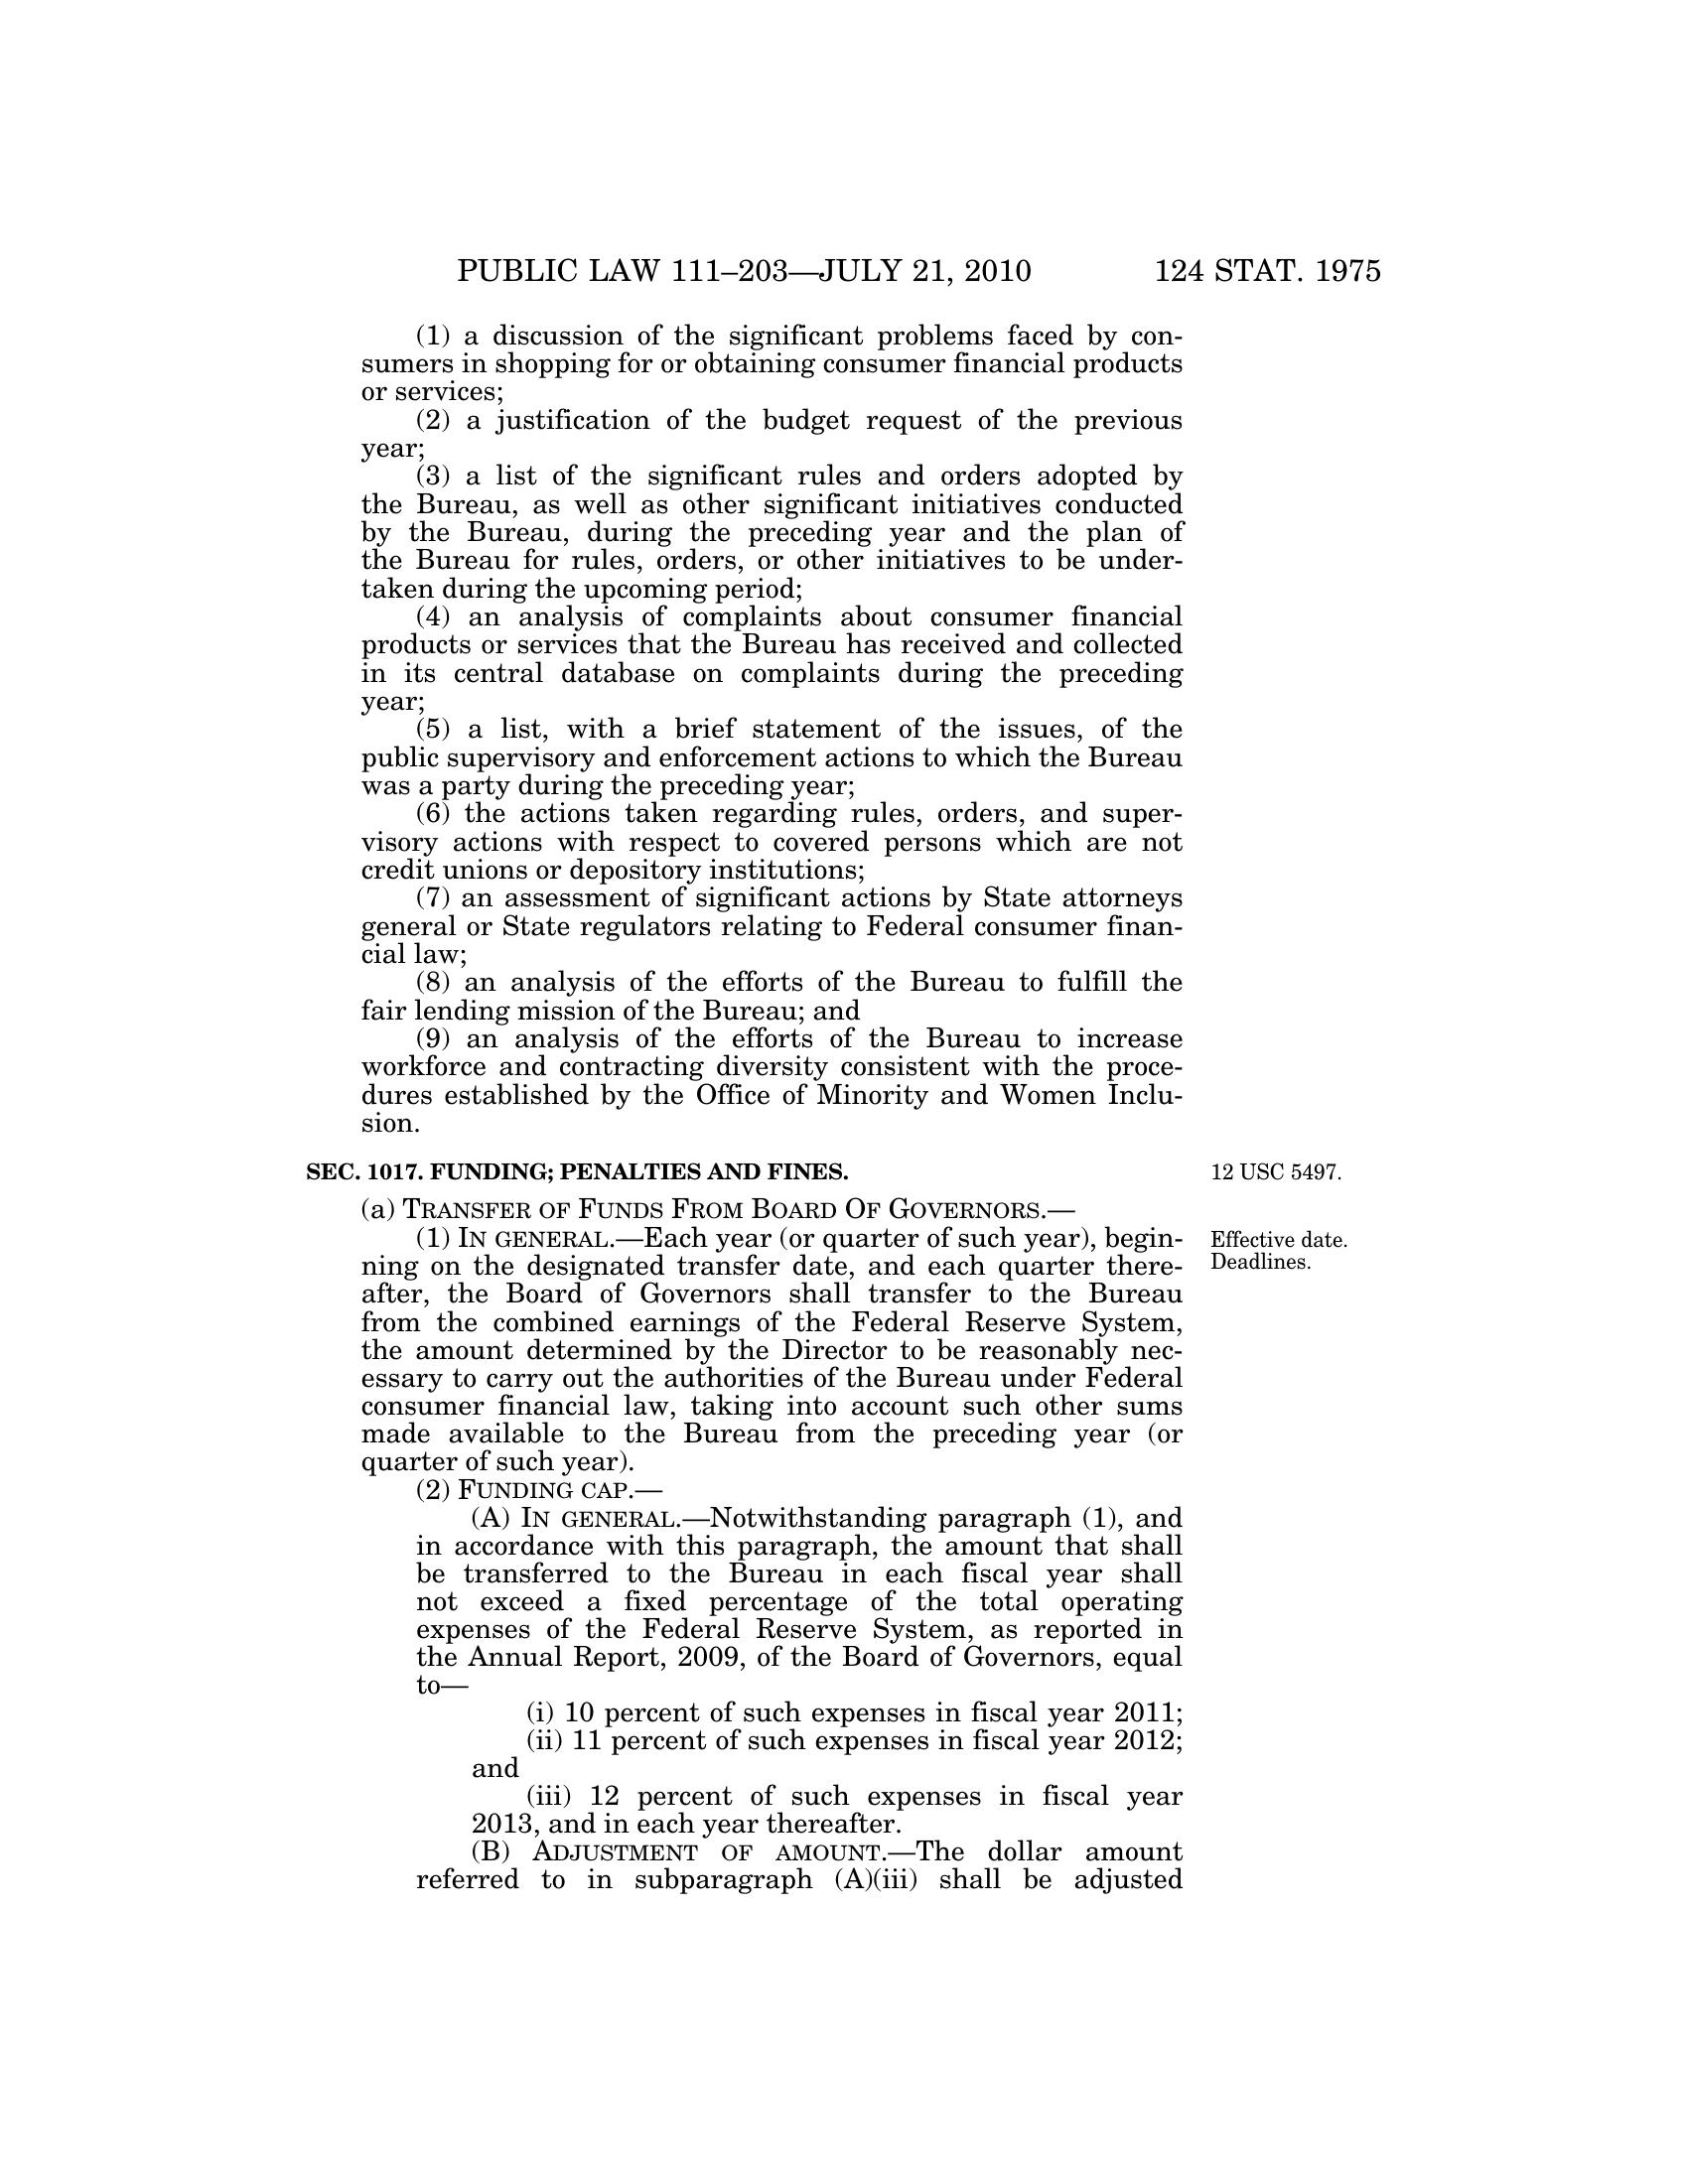 PUBLIC LAW 111–203—JULY 21, 2010 124 STAT. 1975
(1) a discussion of the significant problems faced by con-
sumers in shopping for or obtaining consumer financial products
or services;
(2) a justification of the budget request of the previous
year;
(3) a list of the significant rules and orders adopted by
the Bureau, as well as other significant initiatives conducted
by the Bureau, during the preceding year and the plan of
the Bureau for rules, orders, or other initiatives to be under-
taken during the upcoming period;
(4) an analysis of complaints about consumer financial
products or services that the Bureau has received and collected
in its central database on complaints during the preceding
year;
(5) a list, with a brief statement of the issues, of the
public supervisory and enforcement actions to which the Bureau
was a party during the preceding year;
(6) the actions taken regarding rules, orders, and super-
visory actions with respect to covered persons which are not
credit unions or depository institutions;
(7) an assessment of significant actions by State attorneys
general or State regulators relating to Federal consumer finan-
cial law;
(8) an analysis of the efforts of the Bureau to fulfill the
fair lending mission of the Bureau; and
(9) an analysis of the efforts of the Bureau to increase
workforce and contracting diversity consistent with the proce-
dures established by the Office of Minority and Women Inclu-
sion.
SEC. 1017. FUNDING; PENALTIES AND FINES. 12 USC 5497.
(a) TRANSFER OF FUNDS FROM BOARD OF GOVERNORS.—
(1) IN GENERAL.—Each year (or quarter of such year), begin- Effective date.
ning on the designated transfer date, and each quarter there- Deadlines.
after, the Board of Governors shall transfer to the Bureau
from the combined earnings of the Federal Reserve System,
the amount determined by the Director to be reasonably nec-
essary to carry out the authorities of the Bureau under Federal
consumer financial law, taking into account such other sums
made available to the Bureau from the preceding year (or
quarter of such year).
(2) FUNDING CAP.—
(A) IN GENERAL.—Notwithstanding paragraph (1), and
in accordance with this paragraph, the amount that shall
be transferred to the Bureau in each fiscal year shall
not exceed a fixed percentage of the total operating
expenses of the Federal Reserve System, as reported in
the Annual Report, 2009, of the Board of Governors, equal
to—
(i) 10 percent of such expenses in fiscal year 2011;
(ii) 11 percent of such expenses in fiscal year 2012;
and
(iii) 12 percent of such expenses in fiscal year
2013, and in each year thereafter.
(B) ADJUSTMENT OF AMOUNT.—The dollar amount
referred to in subparagraph (A)(iii) shall be adjusted